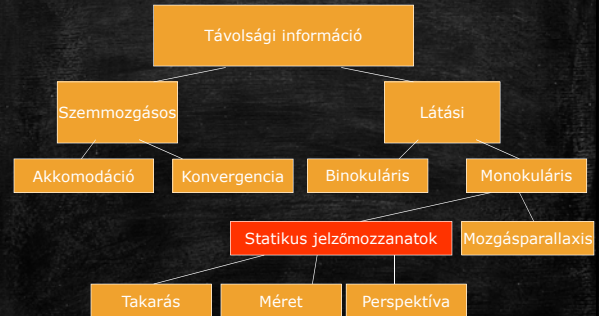 Távolsági információ
Szemmozgásos
Látási
Akkomodáció
Konvergencia
Binokuláris
Monokuláris
Statikus jelzőmozzanatok
Mozgásparallaxis
Takarás
Méret
Perspektíva